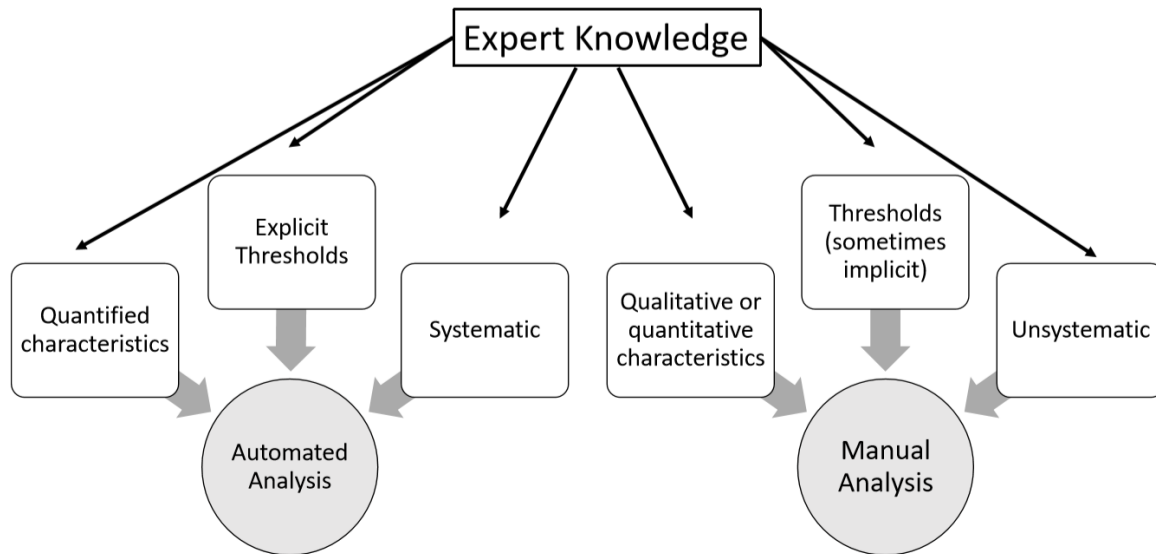 Expert Knowledge
Explicit
Thresholds
Thresholds
(sometimes
implicit)
Quantified
characteristics
Systematic
Qualitative or
quantitative
characteristics
Unsystematic
Automated
Analysis
Manual
Analysis